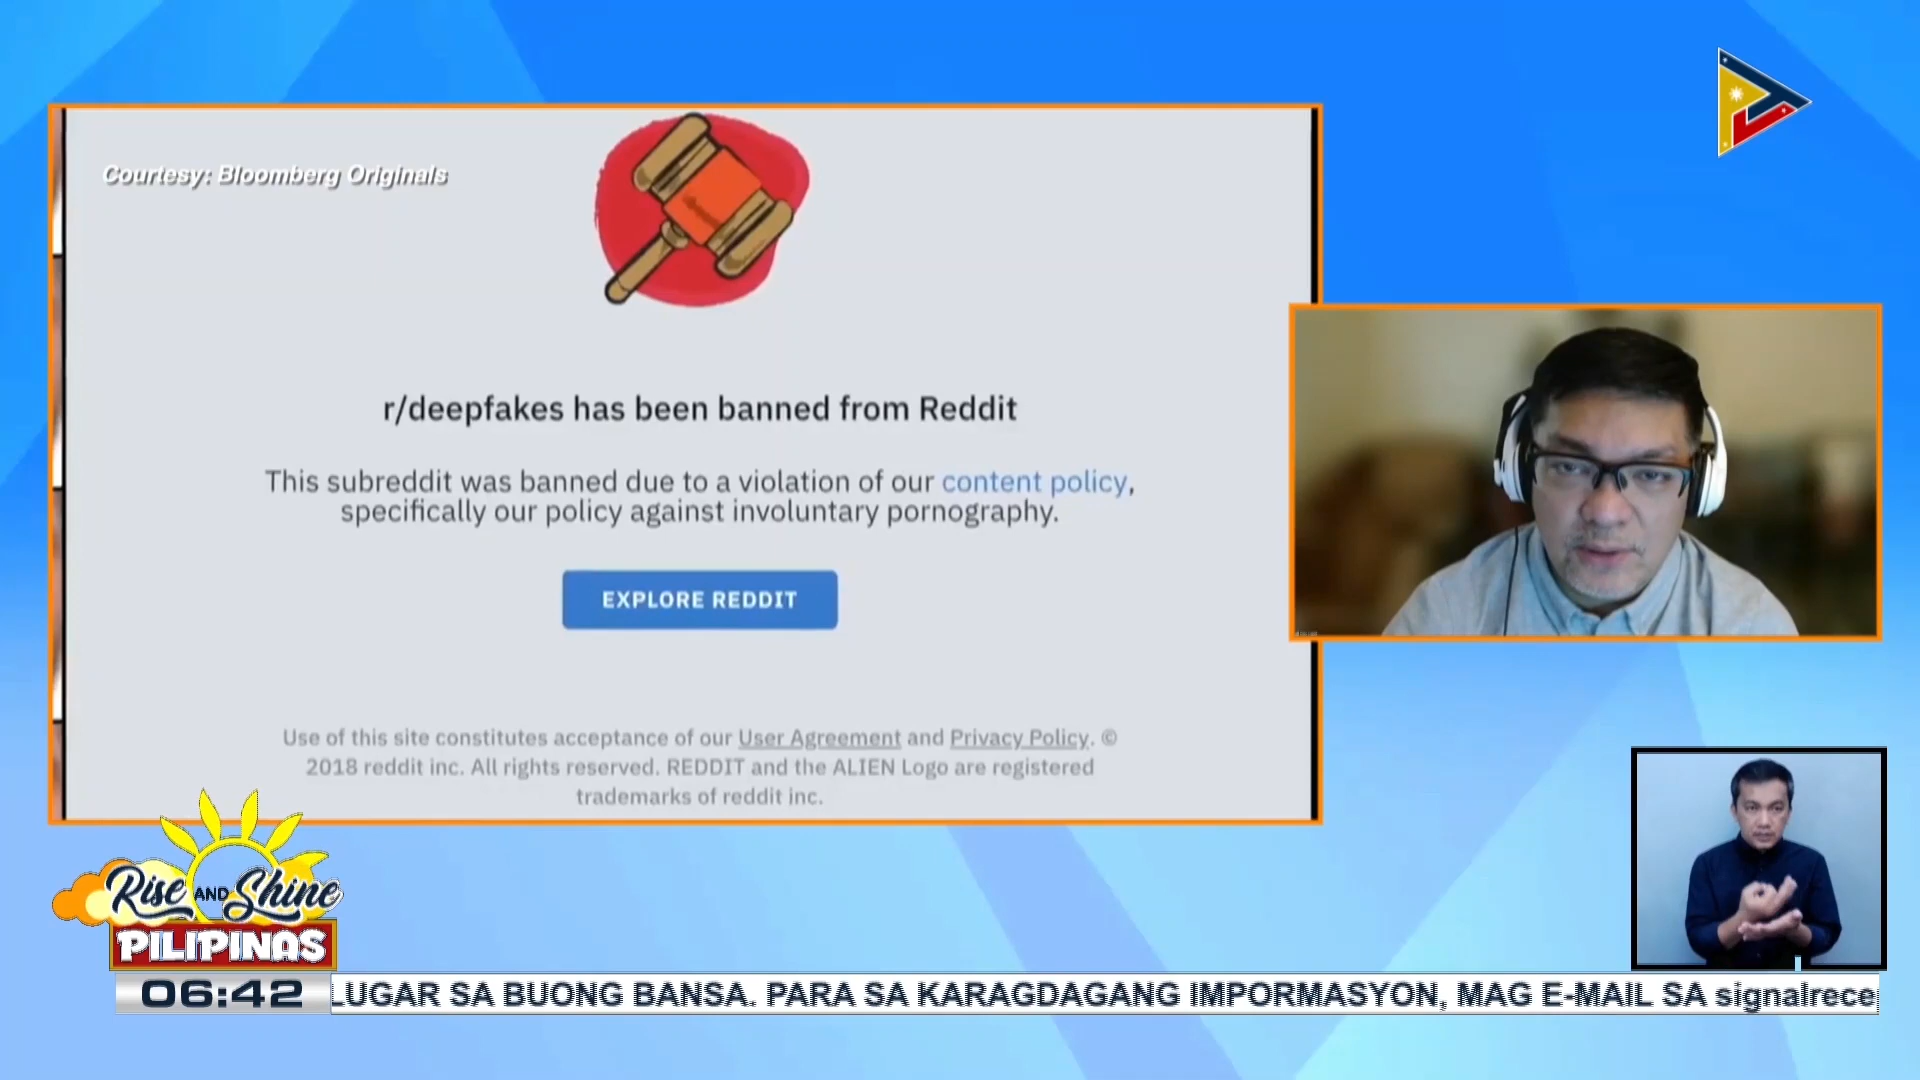 Courtesy: Bloomberg Originals
r/deepfakes has been banned from Reddit
This subreddit was banned due to a violation of our content policy,
specifically our policy against involuntary pornography.
EXPLORE REDDIT
Use of this site constitutes acceptance of our User Agreement and Privacy Policy. ©
2018 reddit inc. All rights reserved. REDDIT and the ALIEN Logo are registered
trademarks of reddit inc.
Rise AND Shine
PILIPINAS
06:42
LUGAR SA BUONG BANSA. PARA SA KARAGDAGANG IMPORMASYON, MAG E-MAIL SA signalrece